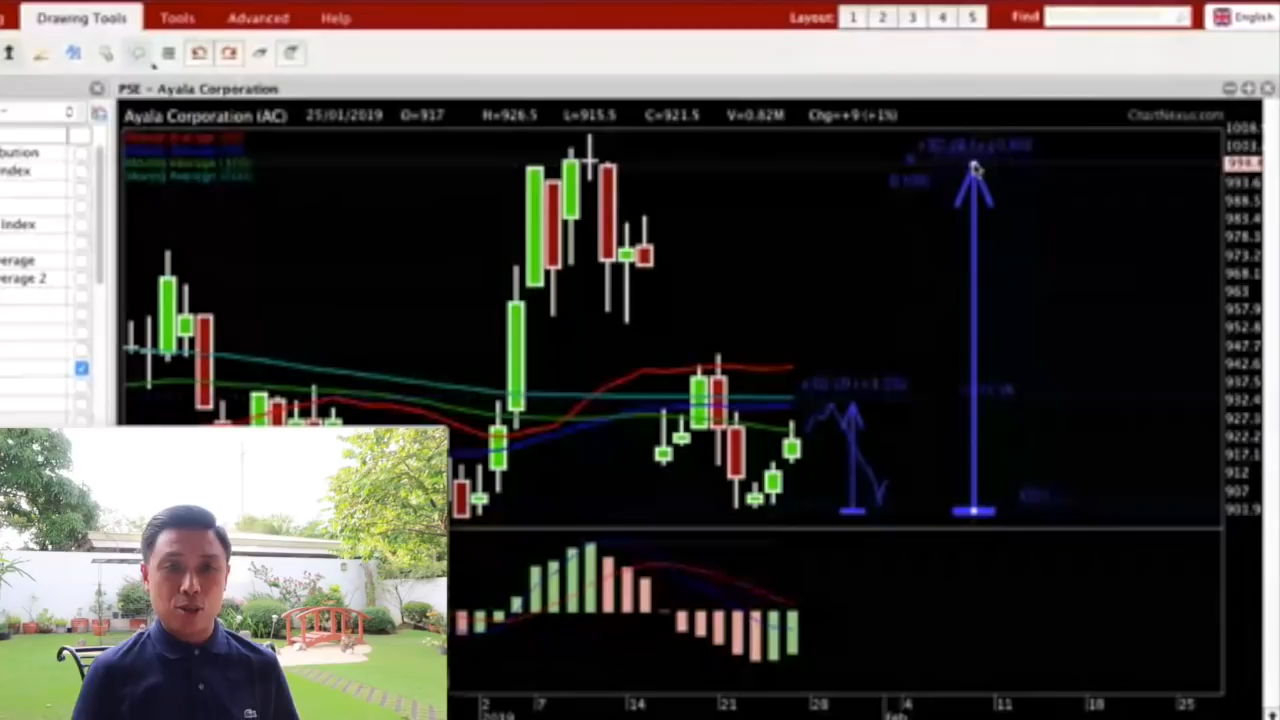 Drawing Tools
Tools
Advanced
Help
Layout:
1
2
3
4
5
Find
English
PSE - Ayala Corporation
Ayala Corporation (AC) 25/01/2019 O=917 H=926.5 L=915.5 C=921.5 V=0.82M Chg=+9 (+1%)
ChartNexus.com
bution
ndex
Index
erage
verage 2
1003.
993.6
988.5
983.4
978.3
973.2
968.1
963
957.9
952.8
947.7
942.6
937.5
932.4
927.3
922.2
917.1
912
907
901.9
2
7
14
21
28
4
11
18
25
2019
Feb